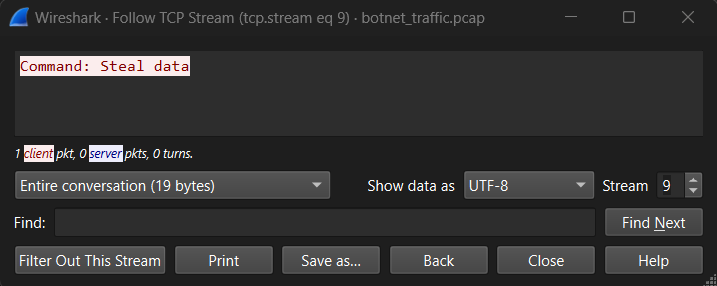 Wireshark · Follow TCP Stream (tcp.stream eq 9) · botnet_traffic.pcap
Command: Steal data
1 client pkt, 0 server pkts, 0 turns.
Entire conversation (19 bytes) Show data as UTF-8 Stream 9
Find: Find Next
Filter Out This Stream Print Save as... Back Close Help